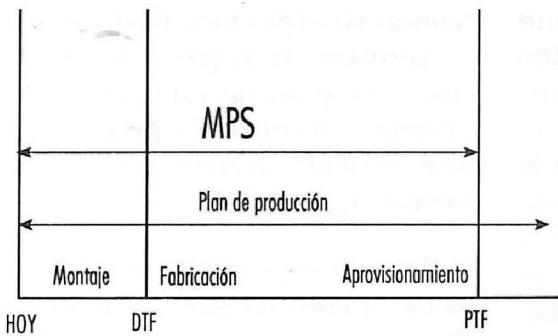 MPS
Plan de producción
Montaje Fabricación Aprovisionamiento
HOY DTF PTF